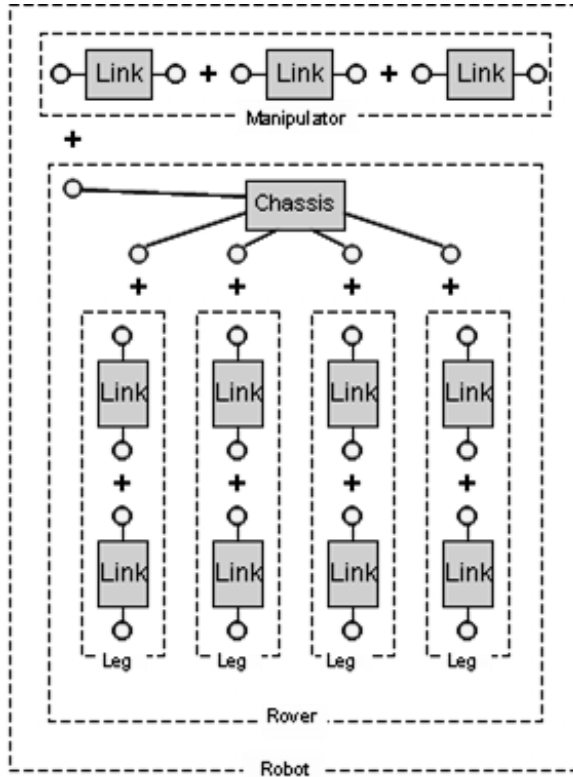 Link + Link + Link
Manipulator
+
Chassis
+ + + +
Link Link Link Link
+ + + +
Link Link Link Link
Leg Leg Leg Leg
Rover
Robot